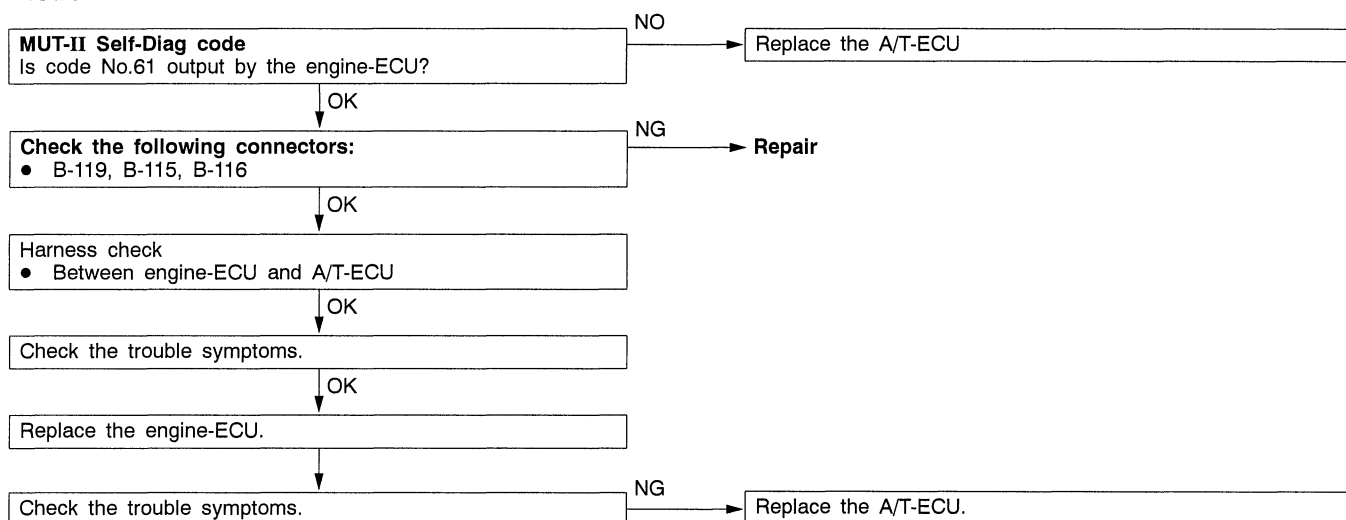 NO
MUT-II Self-Diag code
Is code No.61 output by the engine-ECU?
Replace the A/T-ECU
OK
Check the following connectors:
● B-119, B-115, B-116
NG
Repair
OK
Harness check
● Between engine-ECU and A/T-ECU
OK
Check the trouble symptoms.
OK
Replace the engine-ECU.
Check the trouble symptoms.
NG
Replace the A/T-ECU.